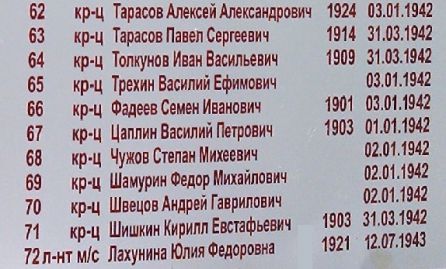 62 кр-ц Тарасов Алексей Александрович 1924 03.01.1942
63 кр-ц Тарасов Павел Сергеевич 1914 31.03.1942
64 кр-ц Толкунов Иван Васильевич 1909 31.03.1942
65 кр-ц Трехин Василий Ефимович 03.01.1942
66 кр-ц Фадеев Семен Иванович 1901 03.01.1942
67 кр-ц Цаплин Василий Петрович 1903 01.01.1942
68 кр-ц Чужов Степан Михеевич 02.01.1942
69 кр-ц Шамурин Федор Михайлович 02.01.1942
70 кр-ц Швецов Андрей Гаврилович 02.01.1942
71 кр-ц Шишкин Кирилл Евстафьевич 1903 31.03.1942
72 л-нт м/с Лахунина Юлия Федоровна 1921 12.07.1943